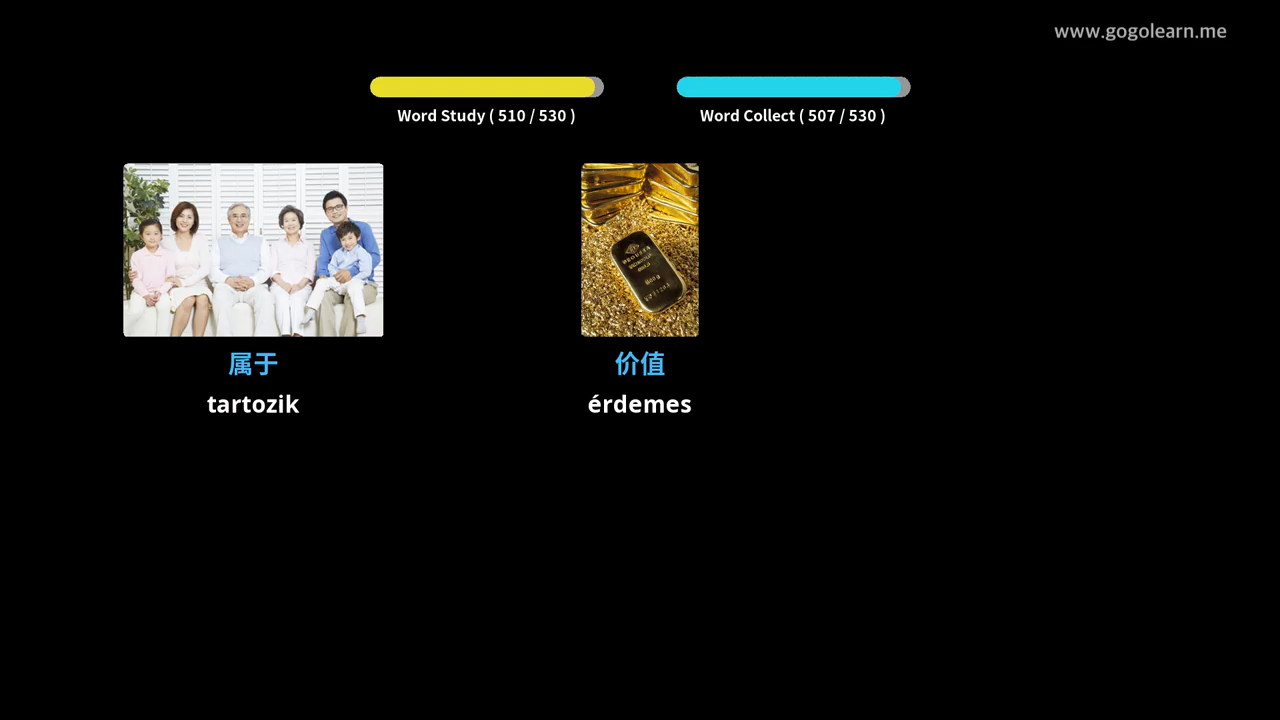 www.gogolearn.me
Word Study ( 510 / 530 )
Word Collect ( 507 / 530 )
属于
价值
tartozik
érdemes